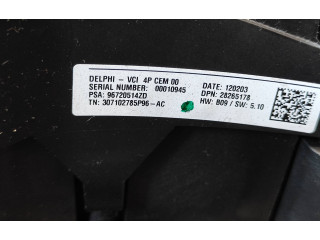 DELPHI - VCI 4P CEM 00
SERIAL NUMBER: 00010945
PSA: 96720514ZD
TN: 307102785P96-AC
DATE: 120203
DPN: 28265178
HW: B09 / SW: 5.10